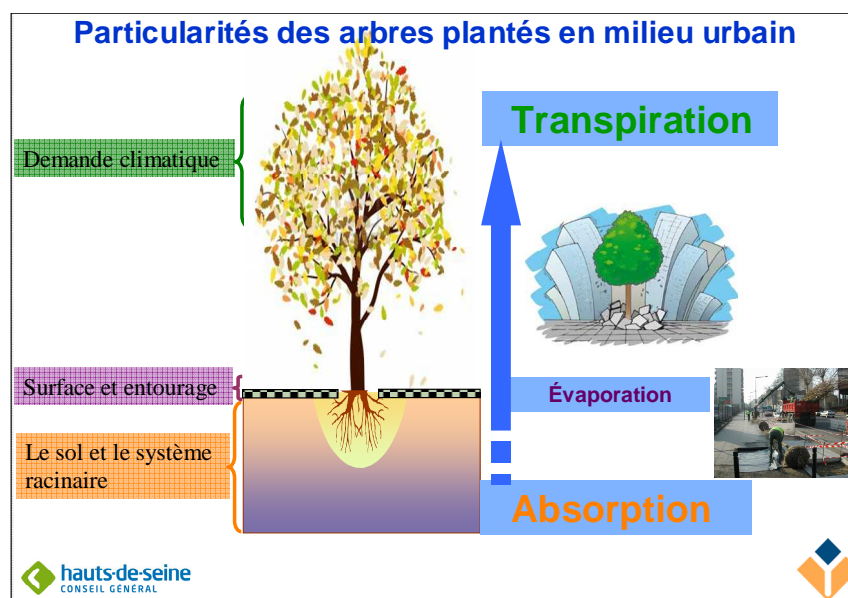 Particularités des arbres plantés en milieu urbain
Transpiration
Demande climatique
Surface et entourage
Évaporation
Le sol et le système
racinaire
Absorption
hauts-de-seine
CONSEIL GÉNÉRAL